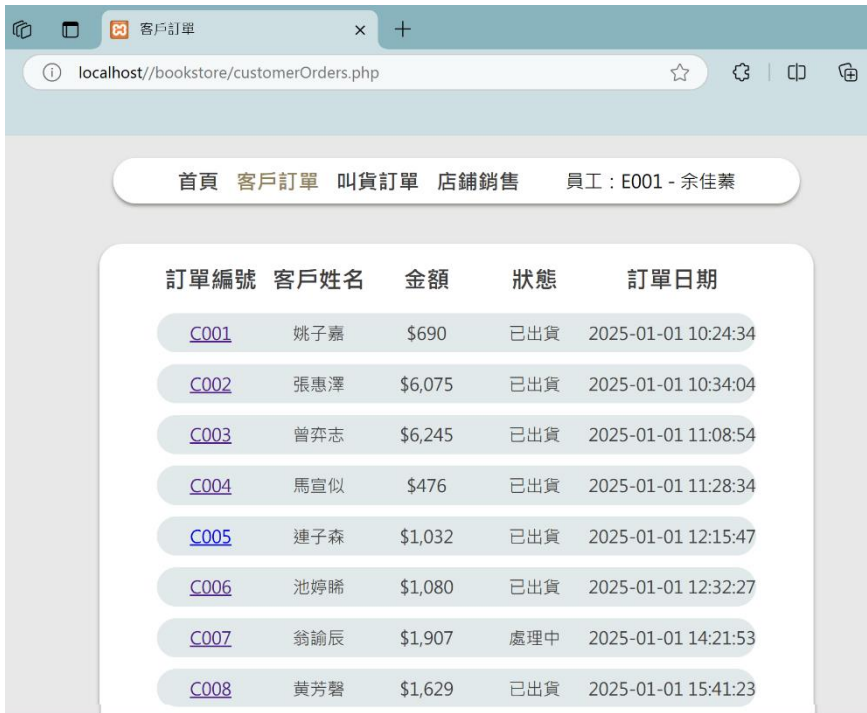 客戶訂單
localhost//bookstore/customerOrders.php
首頁 客戶訂單 叫貨訂單 店鋪銷售 員工：E001 - 余佳蓁
訂單編號 客戶姓名 金額 狀態 訂單日期
C001 姚子嘉 $690 已出貨 2025-01-01 10:24:34
C002 張惠澤 $6,075 已出貨 2025-01-01 10:34:04
C003 曾弈志 $6,245 已出貨 2025-01-01 11:08:54
C004 馬宣似 $476 已出貨 2025-01-01 11:28:34
C005 連子森 $1,032 已出貨 2025-01-01 12:15:47
C006 池婷晞 $1,080 已出貨 2025-01-01 12:32:27
C007 翁諭辰 $1,907 處理中 2025-01-01 14:21:53
C008 黃芳馨 $1,629 已出貨 2025-01-01 15:41:23